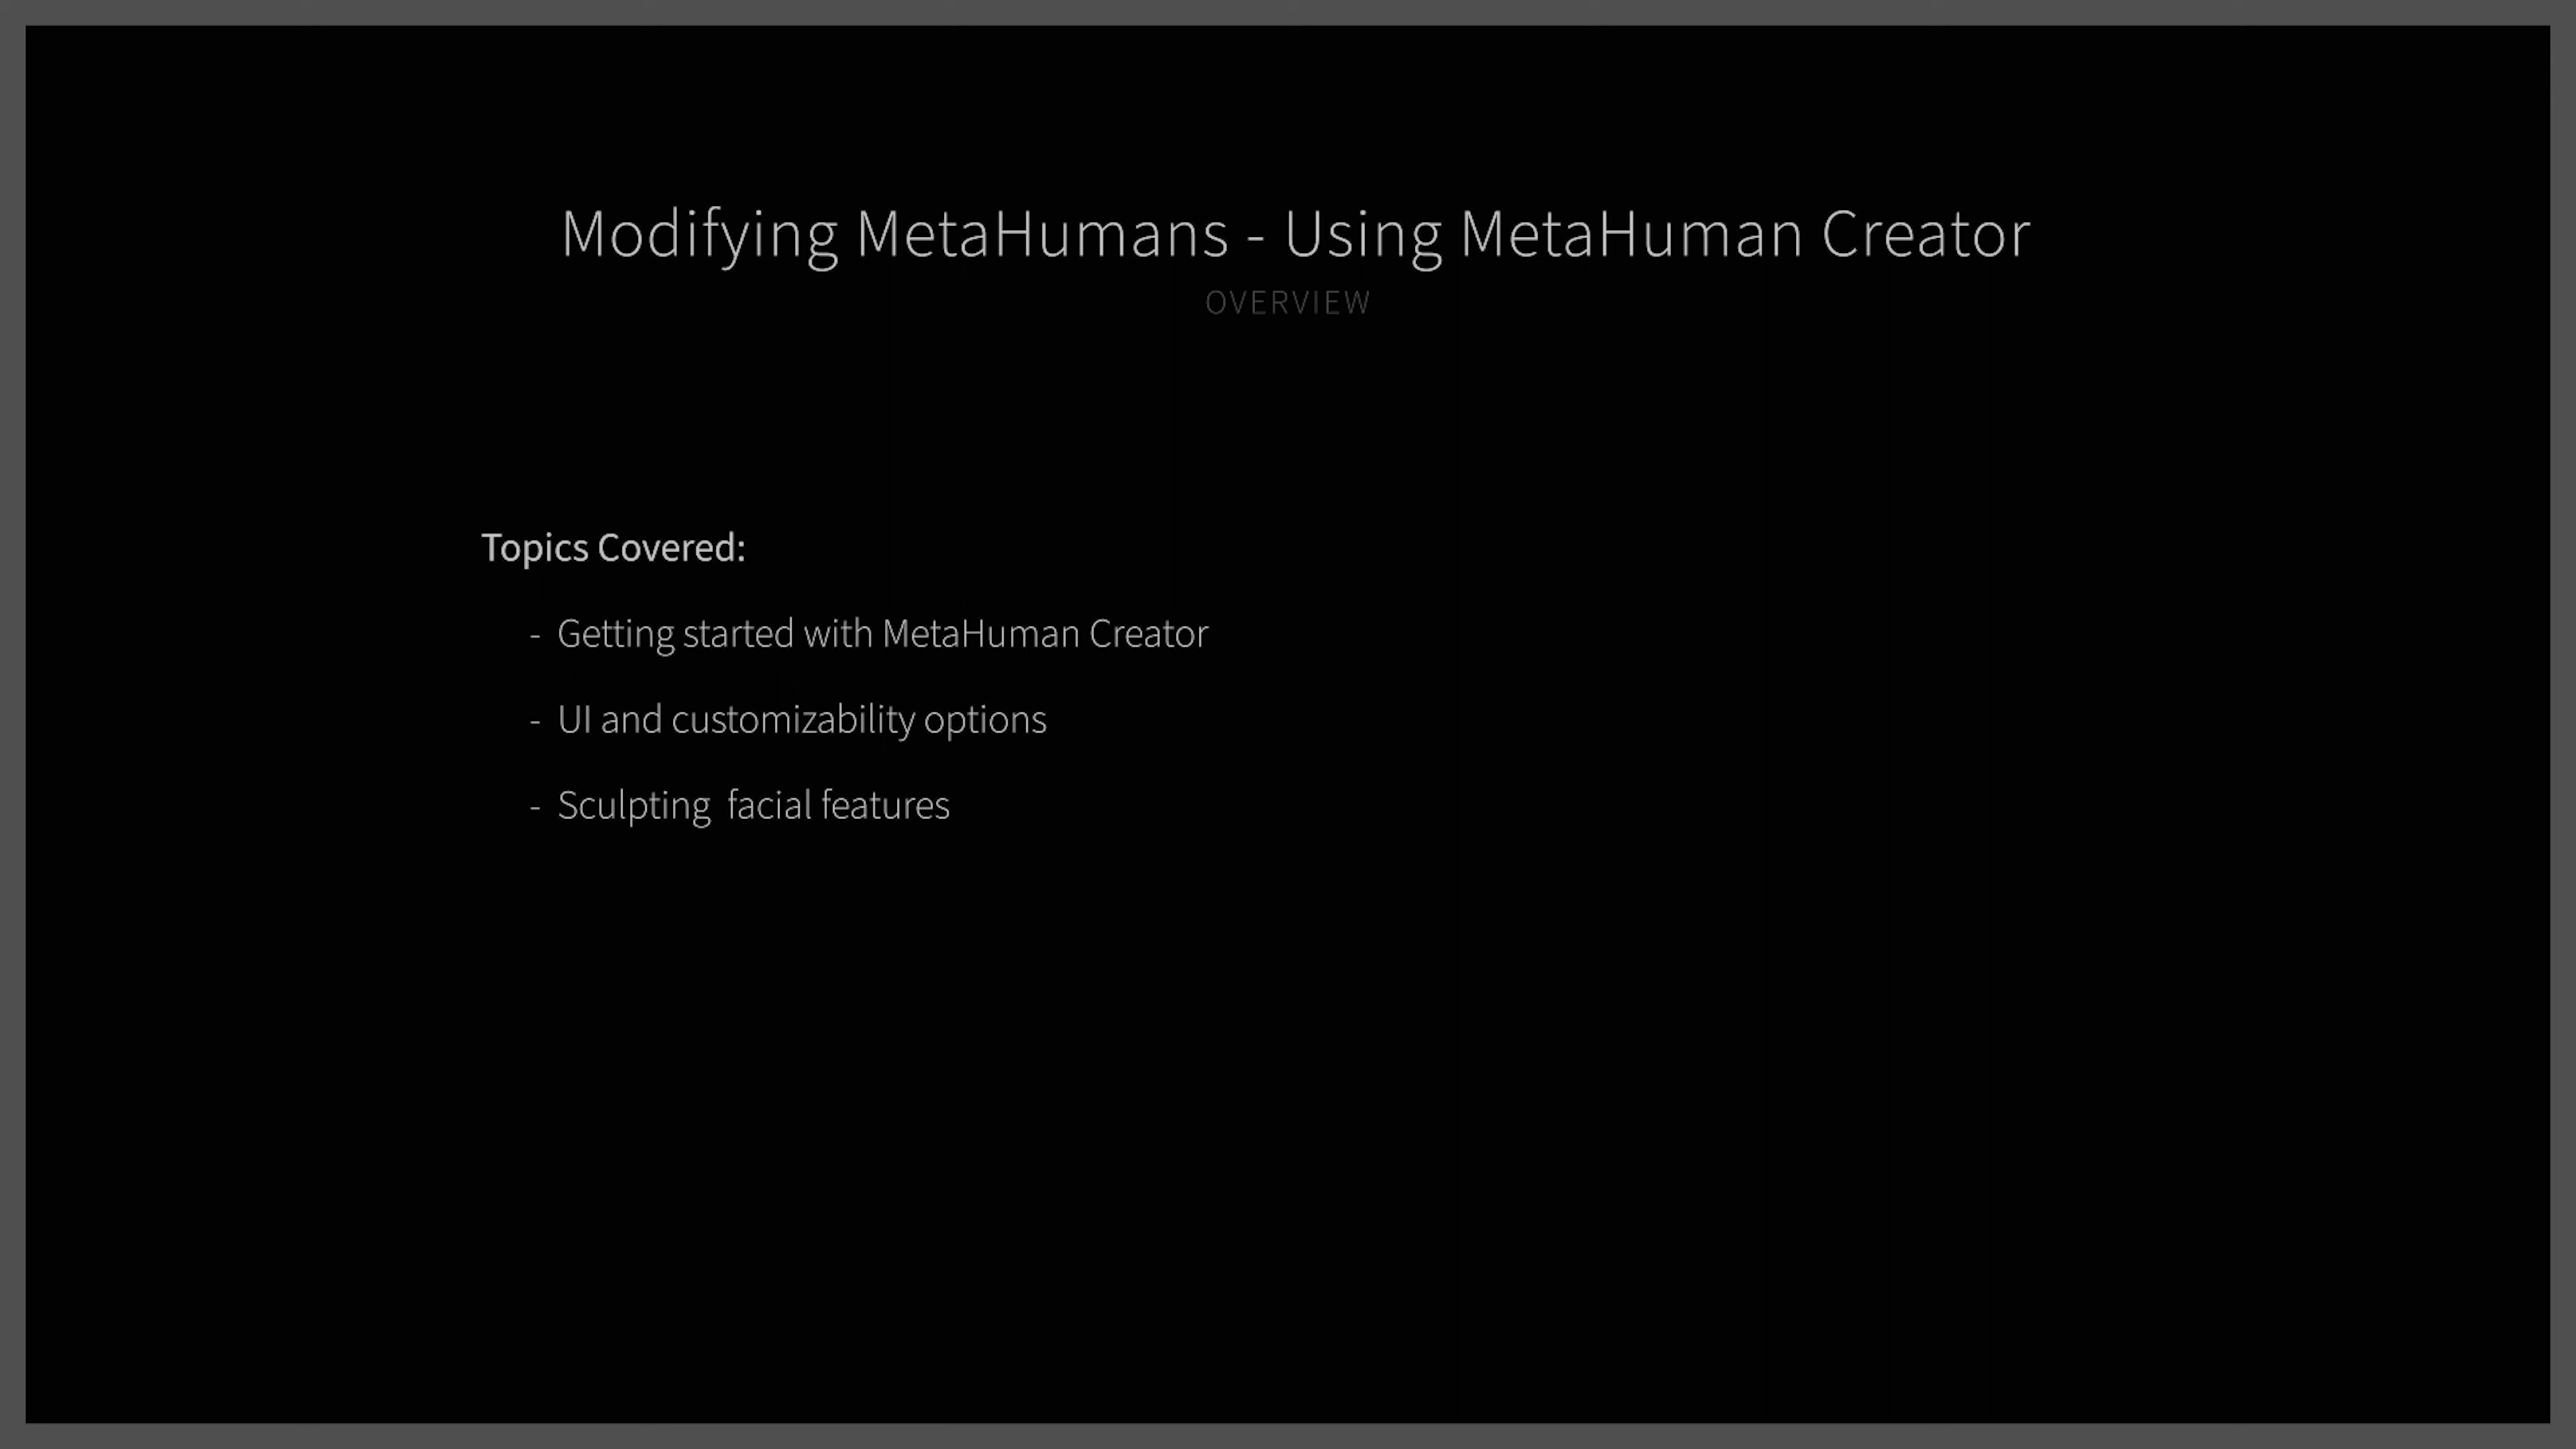 Modifying MetaHumans - Using MetaHuman Creator
OVERVIEW
Topics Covered:
- Getting started with MetaHuman Creator
- UI and customizability options
- Sculpting  facial features